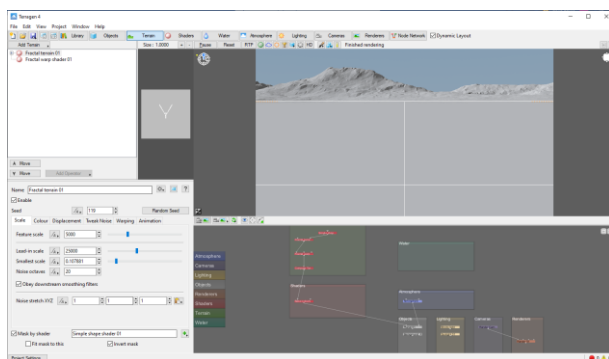 Terragen 4
File Edit View Project Window Help
Library Objects Terrain Shaders Water Atmosphere Lighting Cameras Renderers Node Network Dynamic Layout
Add Terrain
Size: 1.0000
Pause Reset RTP HD Finished rendering
Fractal terrain 01
Fractal warp shader 01
Move
Move Add Operator
Name Fractal terrain 01
Enable
Seed 110 Random Seed
Scale Colour Displacement Tweak Noise Warping Animation
Feature scale 5000
Lead-in scale 25000
Smallest scale
Noise octaves 20
Obey downstream smoothing filters
Noise stretch XYZ 1 1 1
Mask by shader Simple shape shader 01
Fit mask to this Invert mask
Project Settings
Atmosphere
Cameras
Lighting
Objects
Renderers
Shaders
Terrain
Water
Water
Shaders
Atmosphere
Objects Lighting Cameras Renderers